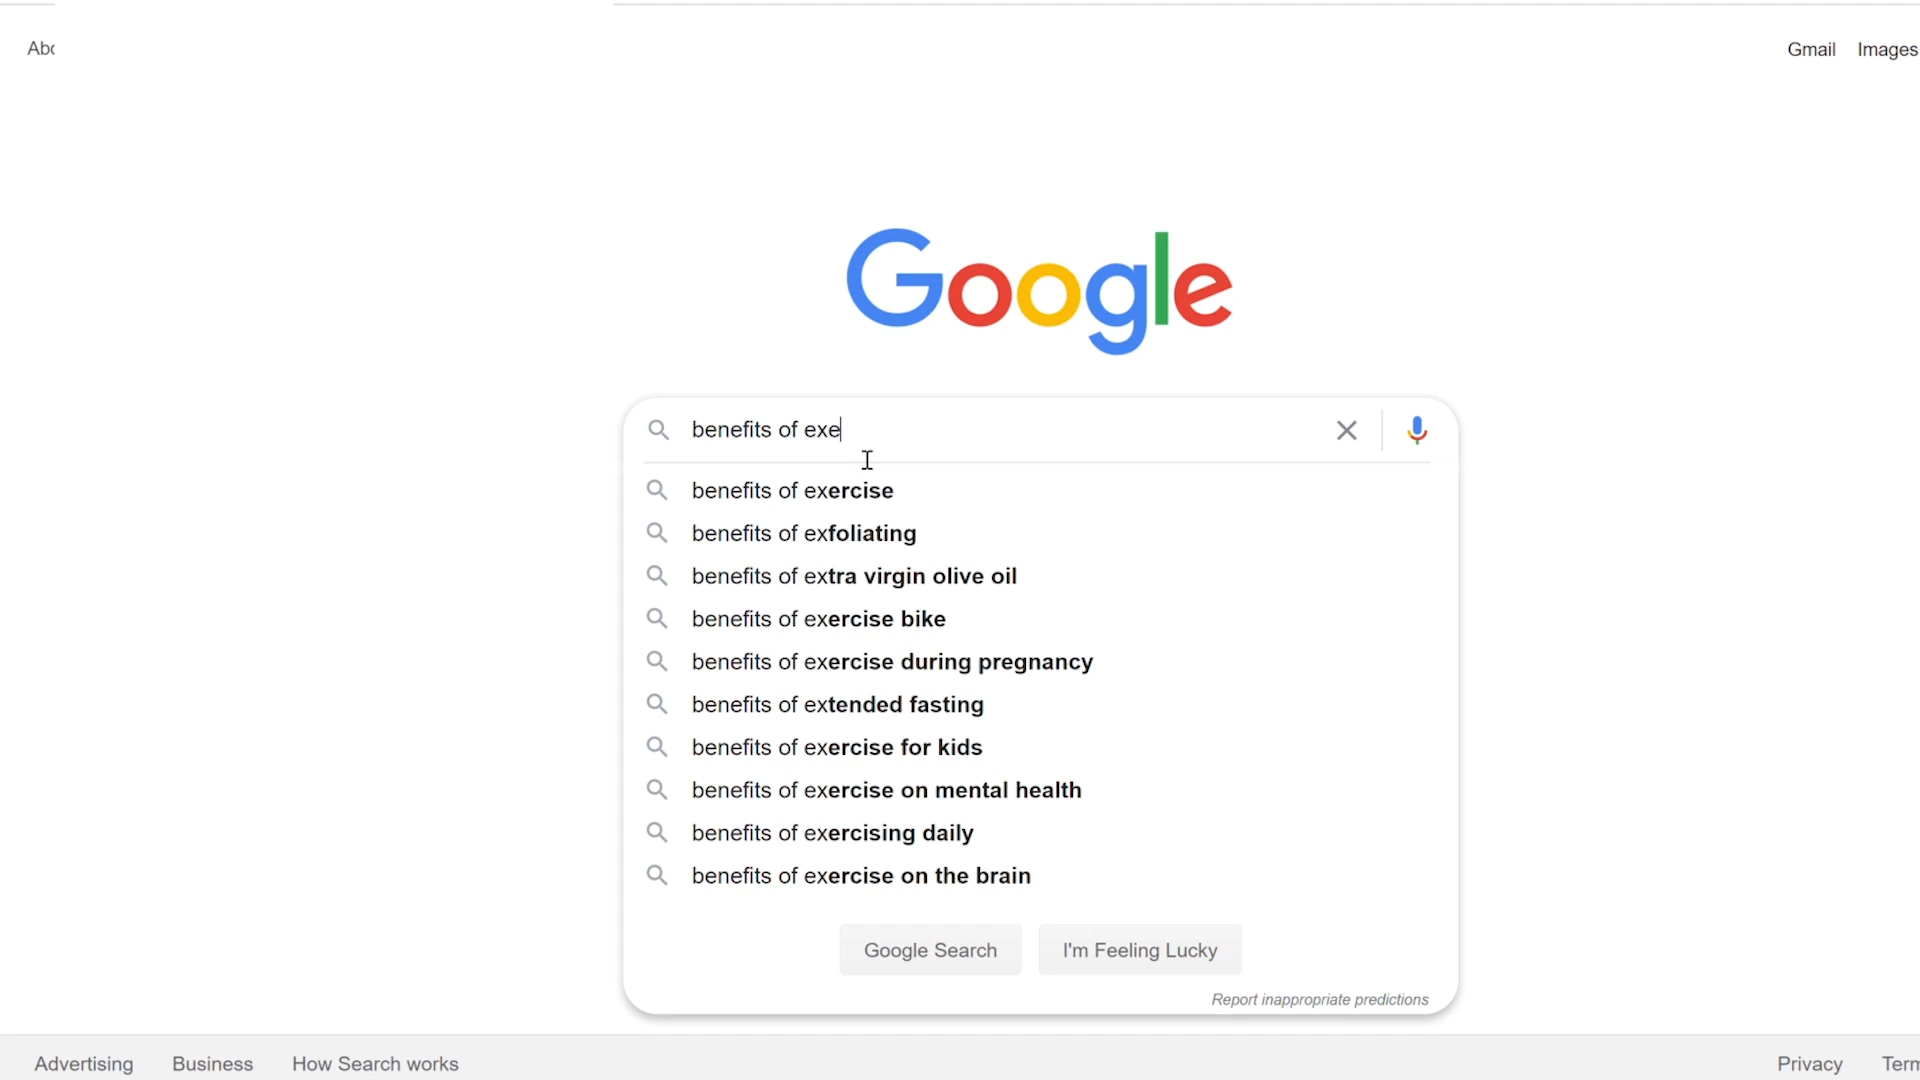 Gmail Images
Google
benefits of exe
benefits of exercise
benefits of exfoliating
benefits of extra virgin olive oil
benefits of exercise bike
benefits of exercise during pregnancy
benefits of extended fasting
benefits of exercise for kids
benefits of exercise on mental health
benefits of exercising daily
benefits of exercise on the brain
Google Search I'm Feeling Lucky
Report inappropriate predictions
Advertising Business How Search works Privacy